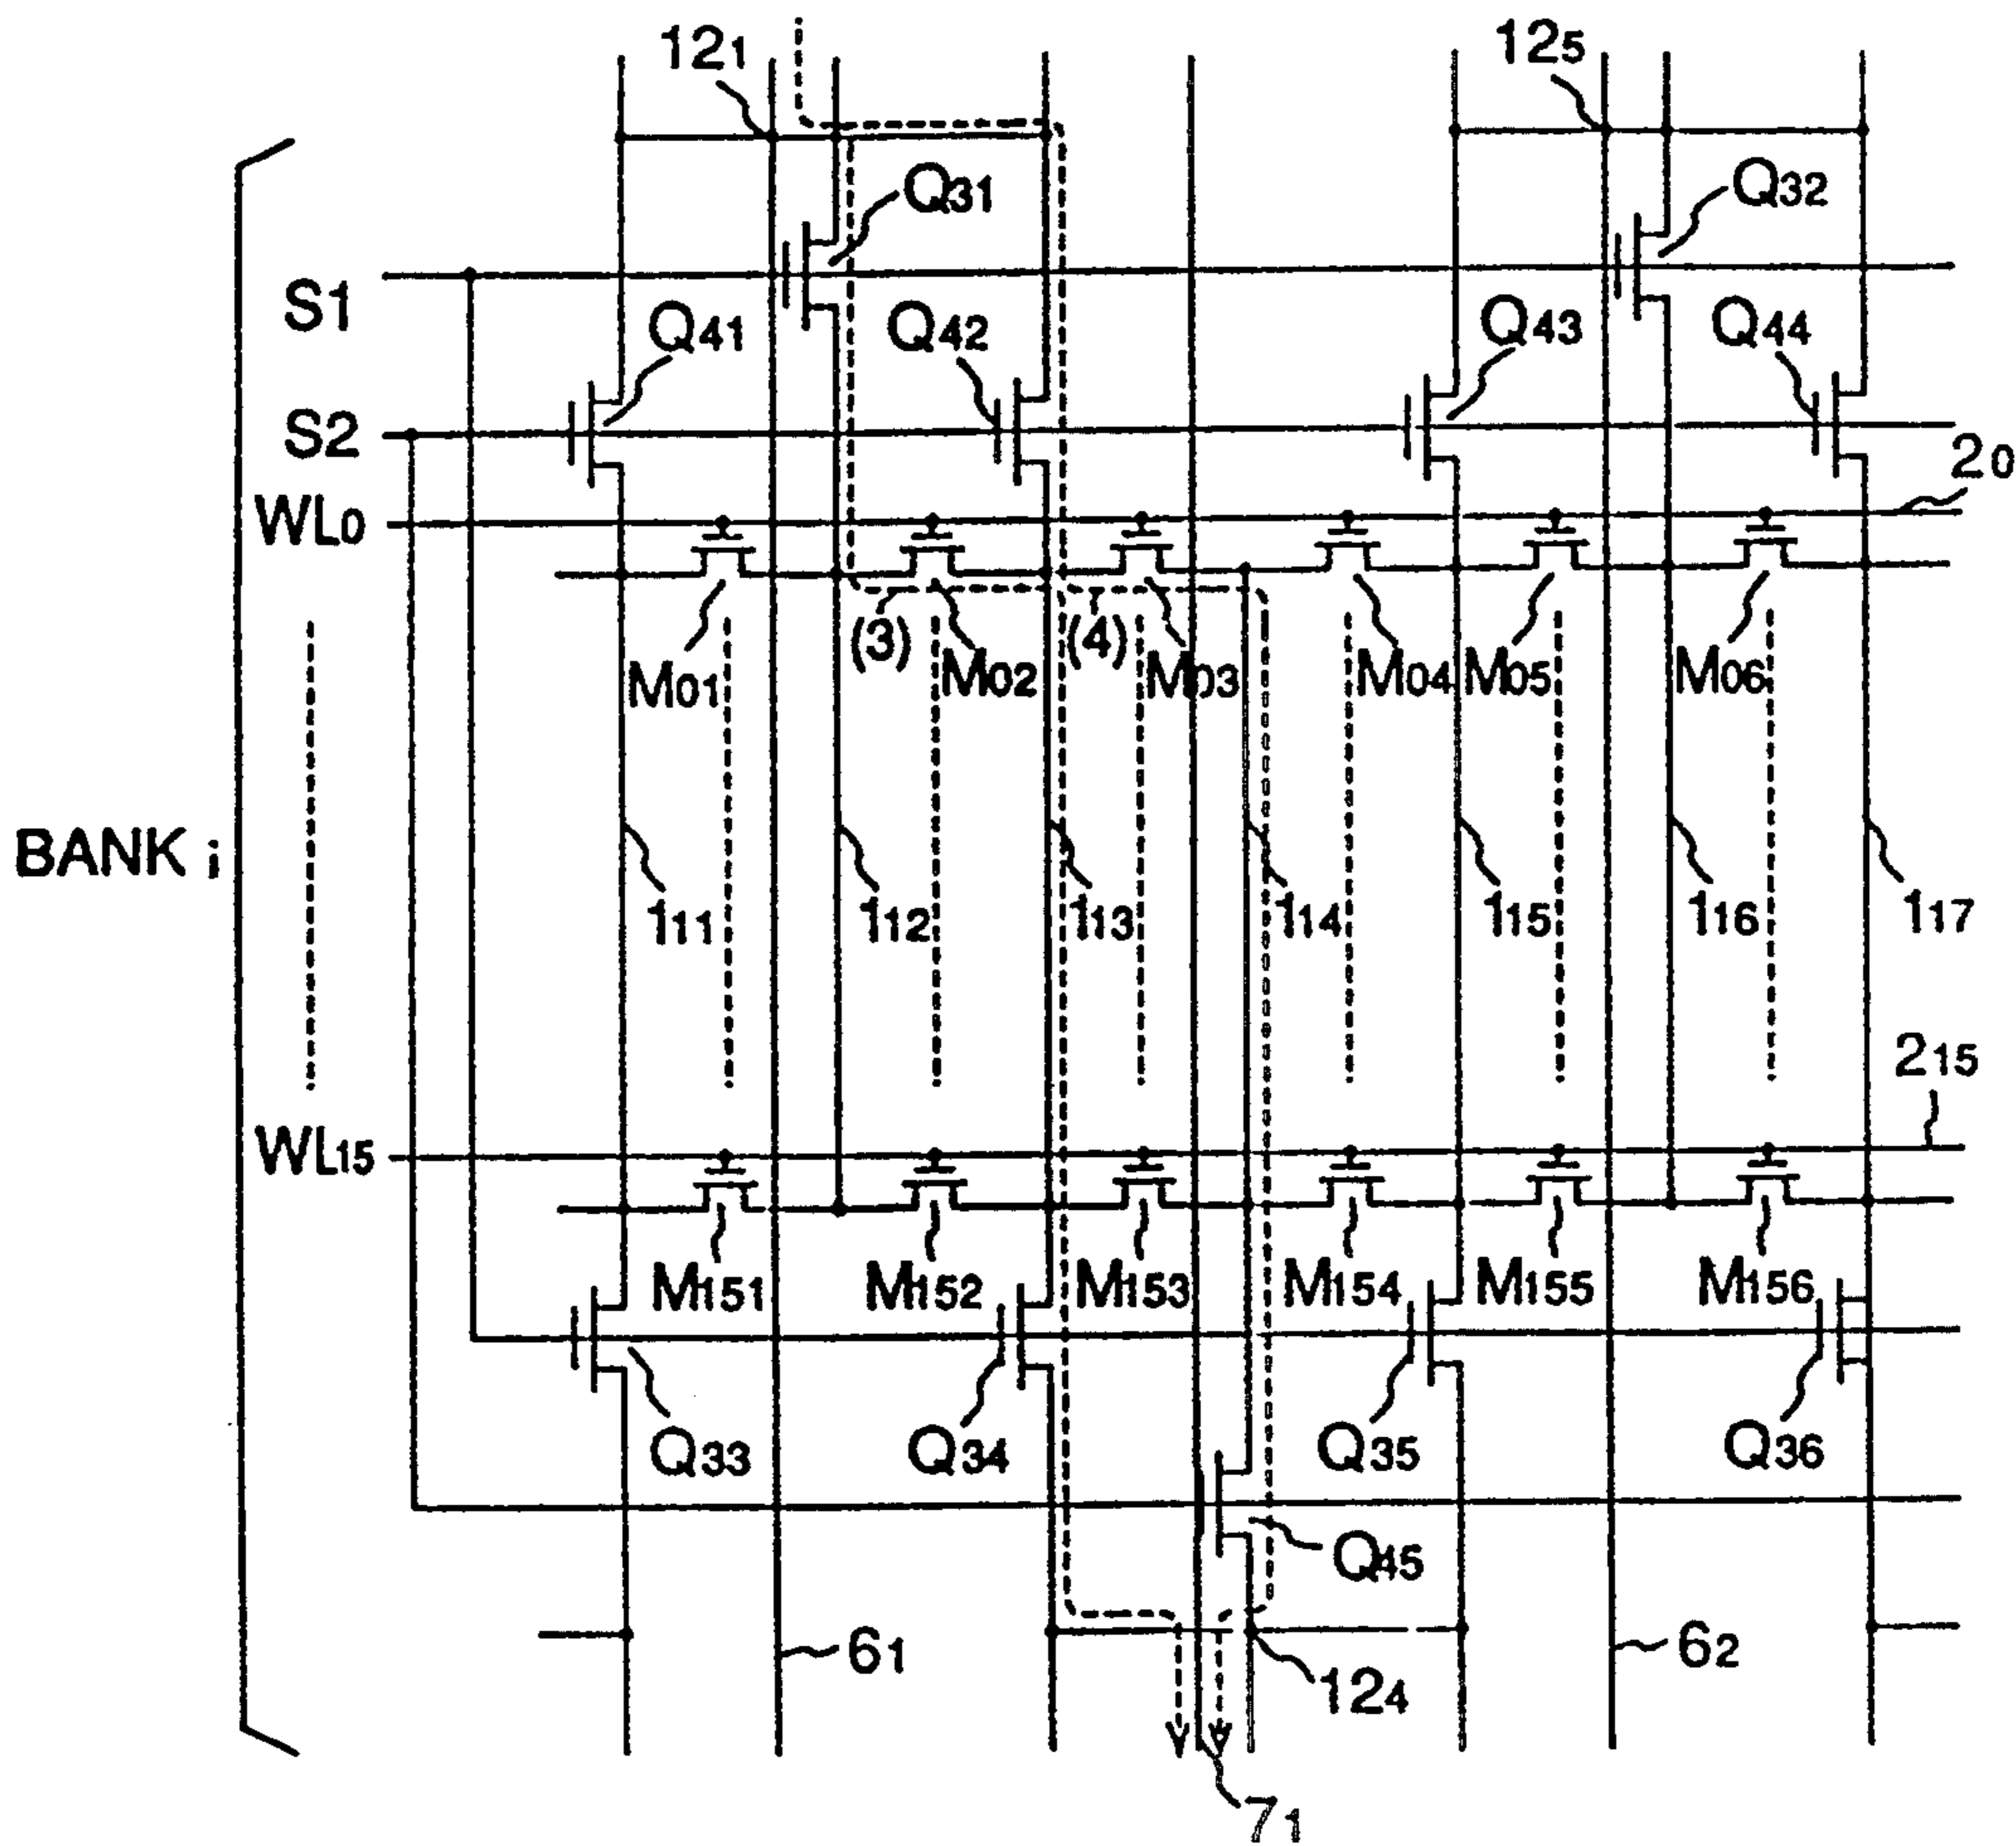 121 125
Q31 Q32
S1
Q41 Q42 Q43 Q44
S2
20
WL0
(3) (4)
M01 M02 M03 M04 M05 M06
BANK i
111 112 113 114 115 116 117
215
WL15
M151 M152 M153 M154 M155 M156
Q33 Q34 Q35 Q36
Q45
61 62
124
71